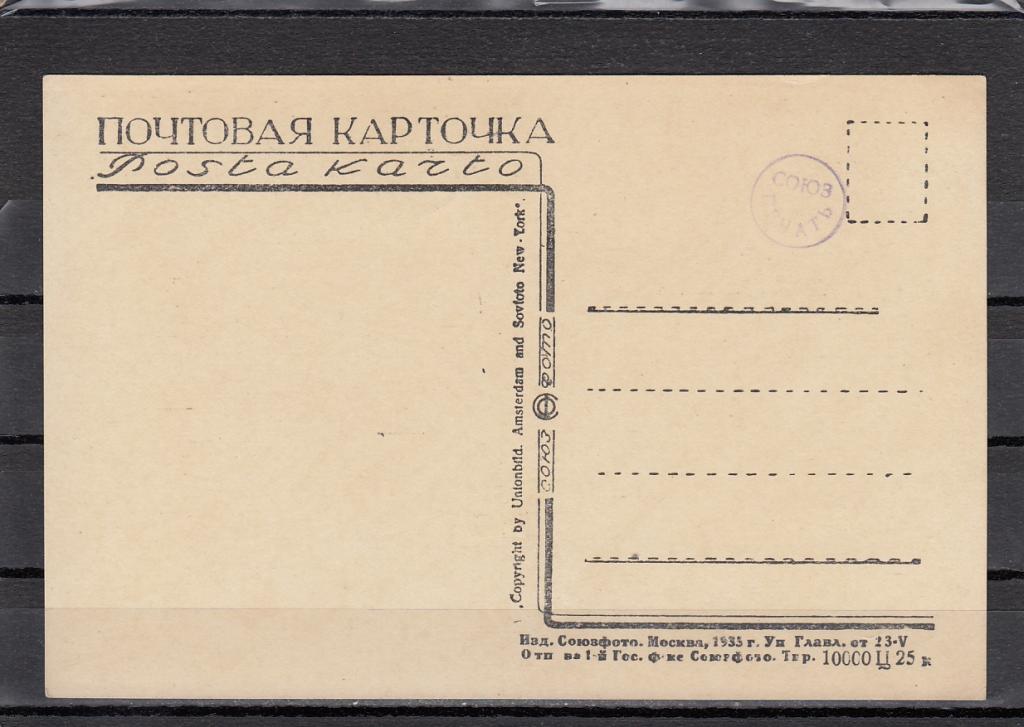 ПОЧТОВАЯ КАРТОЧКА
Posta karto
СОЮЗ
ПЕЧАТЬ
„Copyright by Unionbild. Amsterdam and Sovfoto New-York“.
СОЮЗ
ФОТО
Изд. Союзфото. Москва, 1935 г. Уп Главл. от 23-V
Отп на 1-й Гос. ф-ке Союзфото. Тир. 10000 Ц 25 к